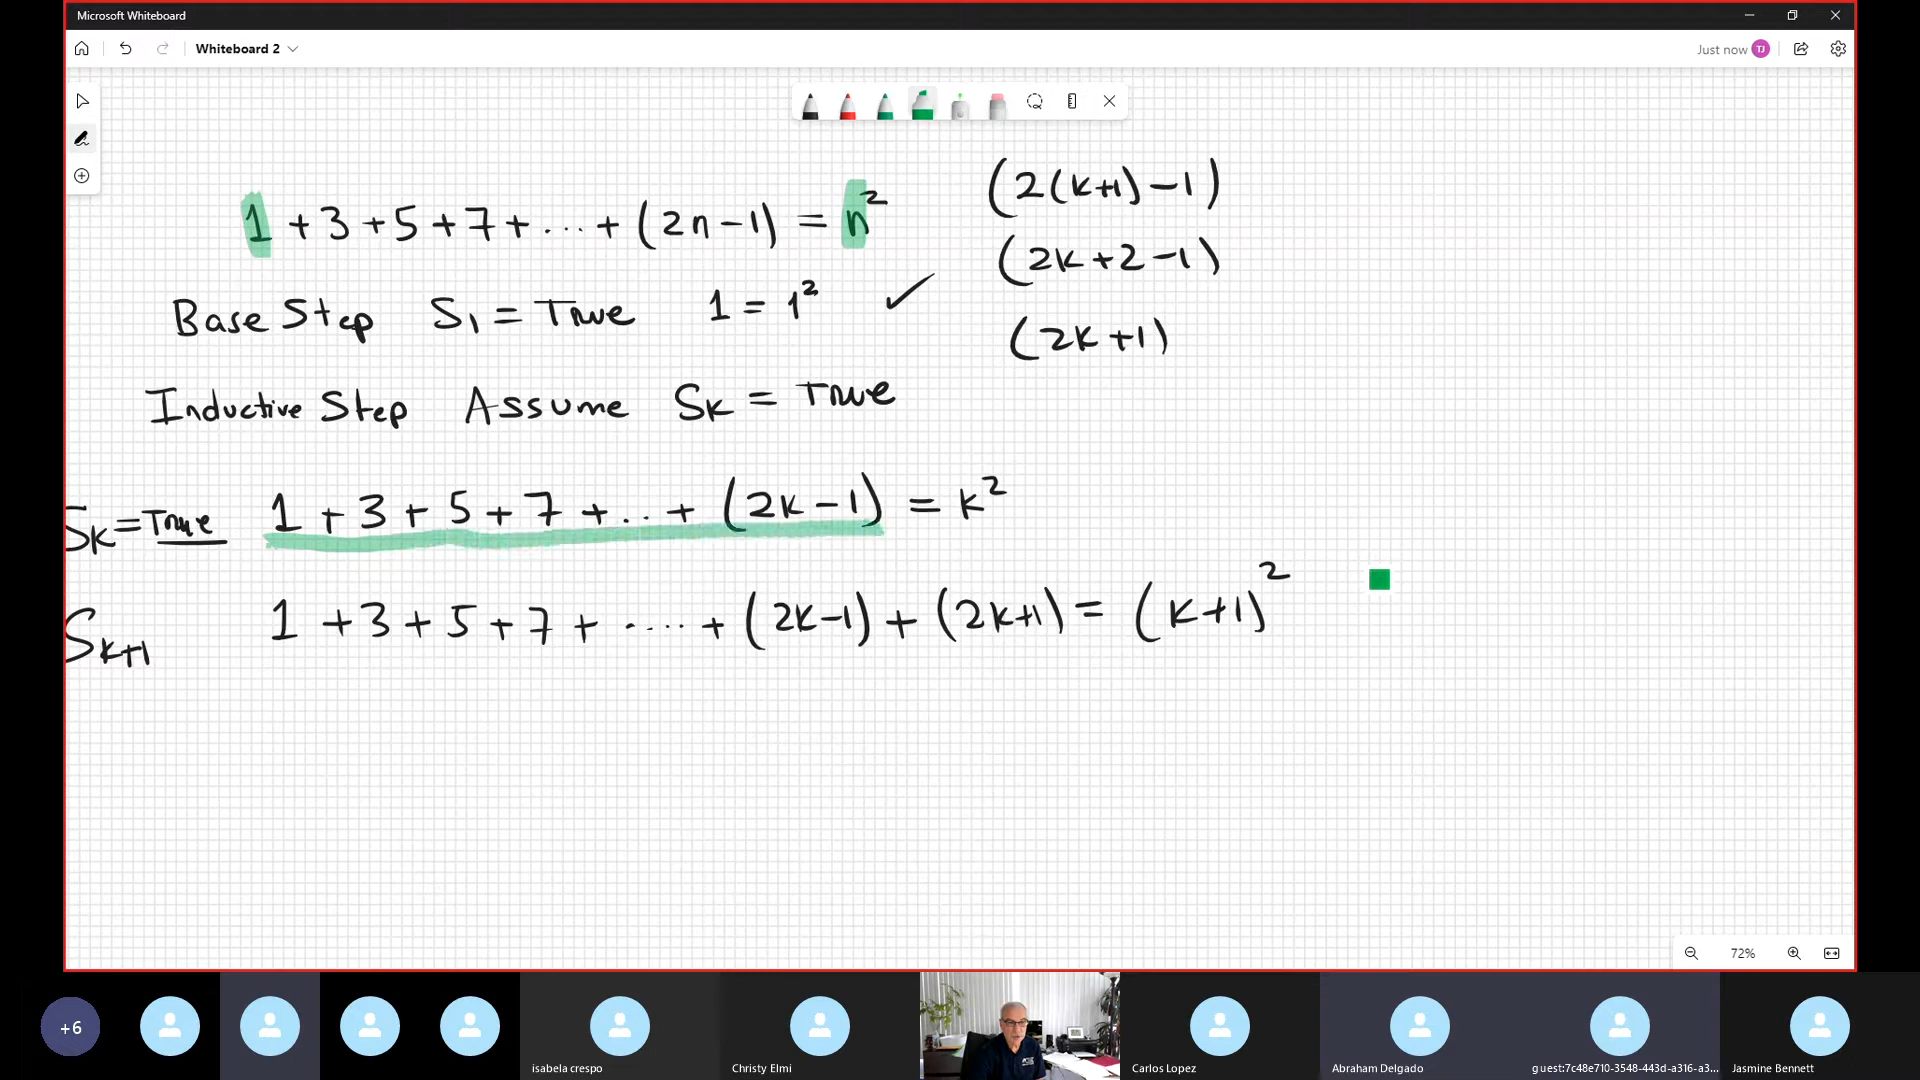 Microsoft Whiteboard
Whiteboard 2
Just now TJ
1 + 3 + 5 + 7 + ... + (2n - 1) = n²
(2(k+1) - 1)
(2k + 2 - 1)
Base Step S₁ = True 1 = 1² ✓
(2k + 1)
Inductive Step Assume Sₖ = True
Sₖ = True 1 + 3 + 5 + 7 + ... + (2k - 1) = k²
Sₖ₊₁ 1 + 3 + 5 + 7 + ..... + (2k-1) + (2k+1) = (k+1)²
72%
+6
isabela crespo
Christy Elmi
Carlos Lopez
Abraham Delgado
guest:7c48e710-3548-443d-a316-a3...
Jasmine Bennett